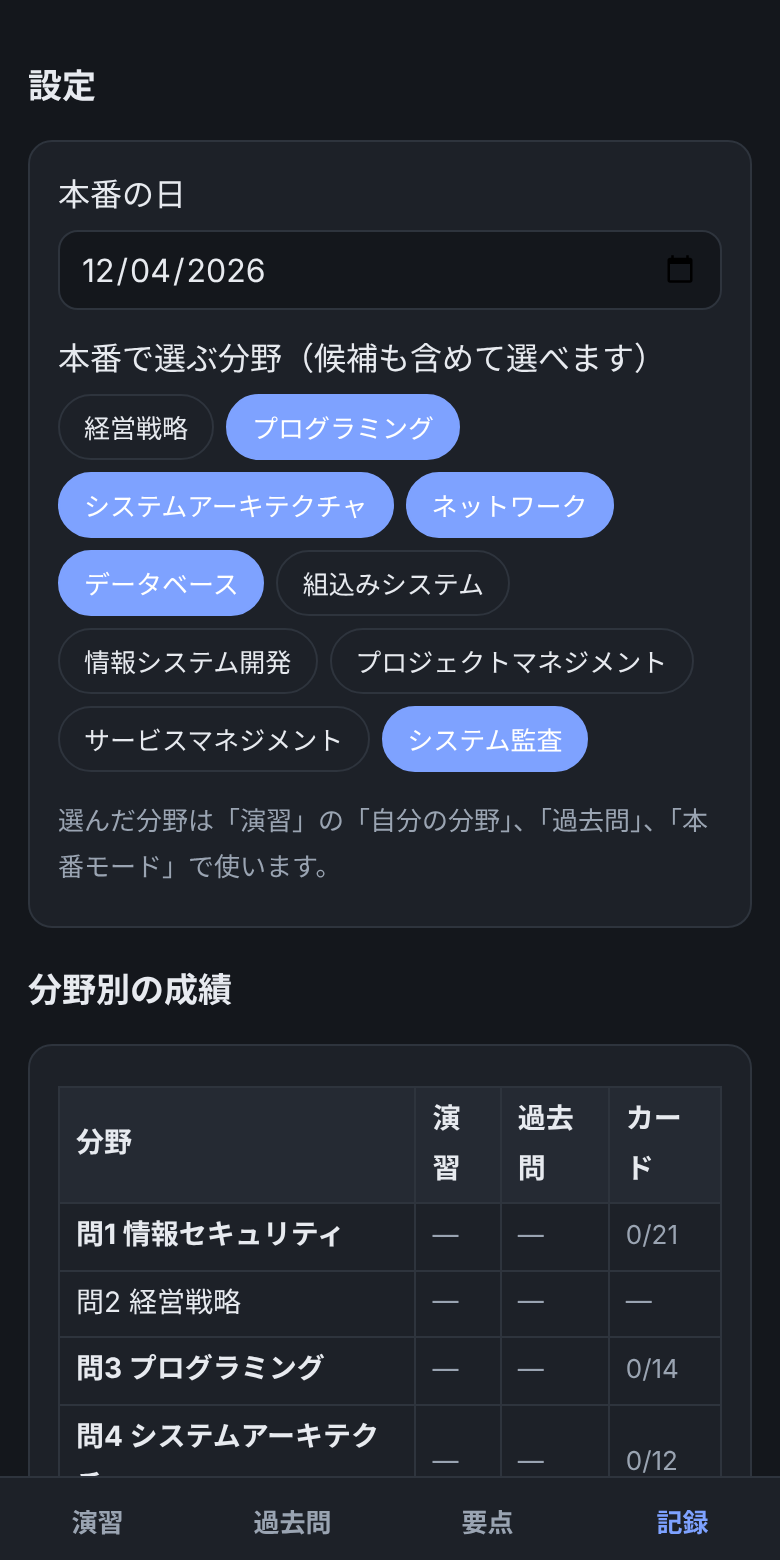 設定
本番の日
12/04/2026
本番で選ぶ分野（候補も含めて選べます）
経営戦略 プログラミング
システムアーキテクチャ ネットワーク
データベース 組込みシステム
情報システム開発 プロジェクトマネジメント
サービスマネジメント システム監査
選んだ分野は「演習」の「自分の分野」、「過去問」、「本
番モード」で使います。
分野別の成績
分野 演習 過去問 カード
問1 情報セキュリティ — — 0/21
問2 経営戦略 — — —
問3 プログラミング — — 0/14
問4 システムアーキテク — — 0/12
演習 過去問 要点 記録